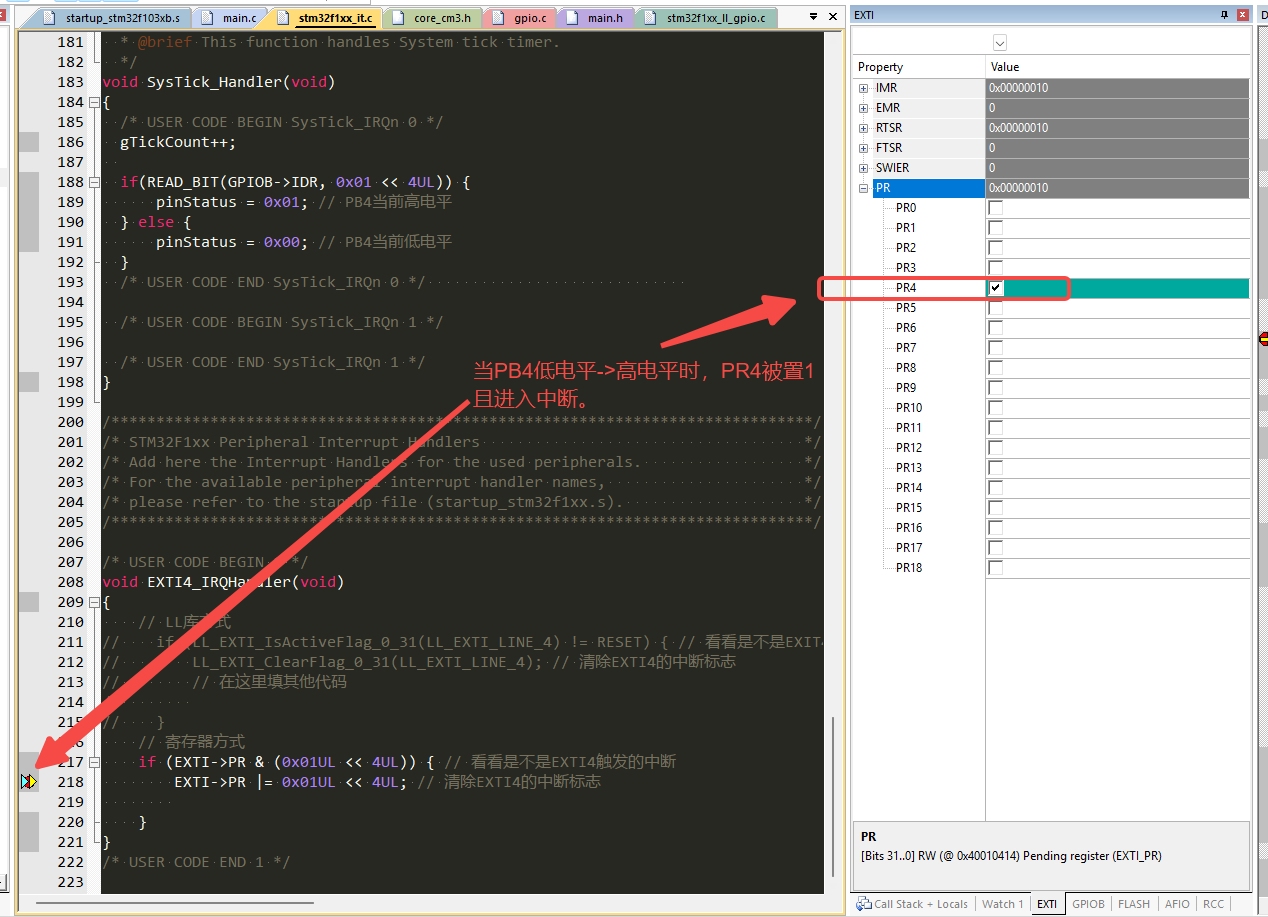 startup_stm32f103xb.s
main.c
stm32f1xx_it.c
core_cm3.h
gpio.c
main.h
stm32f1xx_ll_gpio.c
181 * @brief This function handles System tick timer.
182 */
183 void SysTick_Handler(void)
184 {
185 /* USER CODE BEGIN SysTick_IRQn 0 */
186 gTickCount++;
187
188 if(READ_BIT(GPIOB->IDR, 0x01 << 4UL)) {
189 pinStatus = 0x01; // PB4当前高电平
190 } else {
191 pinStatus = 0x00; // PB4当前低电平
192 }
193 /* USER CODE END SysTick_IRQn 0 */
194
195 /* USER CODE BEGIN SysTick_IRQn 1 */
196
197 /* USER CODE END SysTick_IRQn 1 */
198 }
199
当PB4低电平->高电平时，PR4被置1
且进入中断。
200 /******************************************************************************/
201 /* STM32F1xx Peripheral Interrupt Handlers */
202 /* Add here the Interrupt Handlers for the used peripherals. */
203 /* For the available peripheral interrupt handler names, */
204 /* please refer to the startup file (startup_stm32f1xx.s). */
205 /******************************************************************************/
206
207 /* USER CODE BEGIN */
208 void EXTI4_IRQHandler(void)
209 {
210 // LL库方式
211 // if (LL_EXTI_IsActiveFlag_0_31(LL_EXTI_LINE_4) != RESET) { // 看看是不是EXIT
212 // LL_EXTI_ClearFlag_0_31(LL_EXTI_LINE_4); // 清除EXTI4的中断标志
213 // // 在这里填其他代码
214
215 // }
// 寄存器方式
217 if (EXTI->PR & (0x01UL << 4UL)) { // 看看是不是EXTI4触发的中断
218 EXTI->PR |= 0x01UL << 4UL; // 清除EXTI4的中断标志
219
220 }
221 }
222 /* USER CODE END 1 */
223
EXTI
Property Value
IMR 0x00000010
EMR 0
RTSR 0x00000010
FTSR 0
SWIER 0
PR 0x00000010
PR0
PR1
PR2
PR3
PR4
PR5
PR6
PR7
PR8
PR9
PR10
PR11
PR12
PR13
PR14
PR15
PR16
PR17
PR18
PR
[Bits 31..0] RW (@ 0x40010414) Pending register (EXTI_PR)
Call Stack + Locals Watch 1 EXTI GPIOB FLASH AFIO RCC